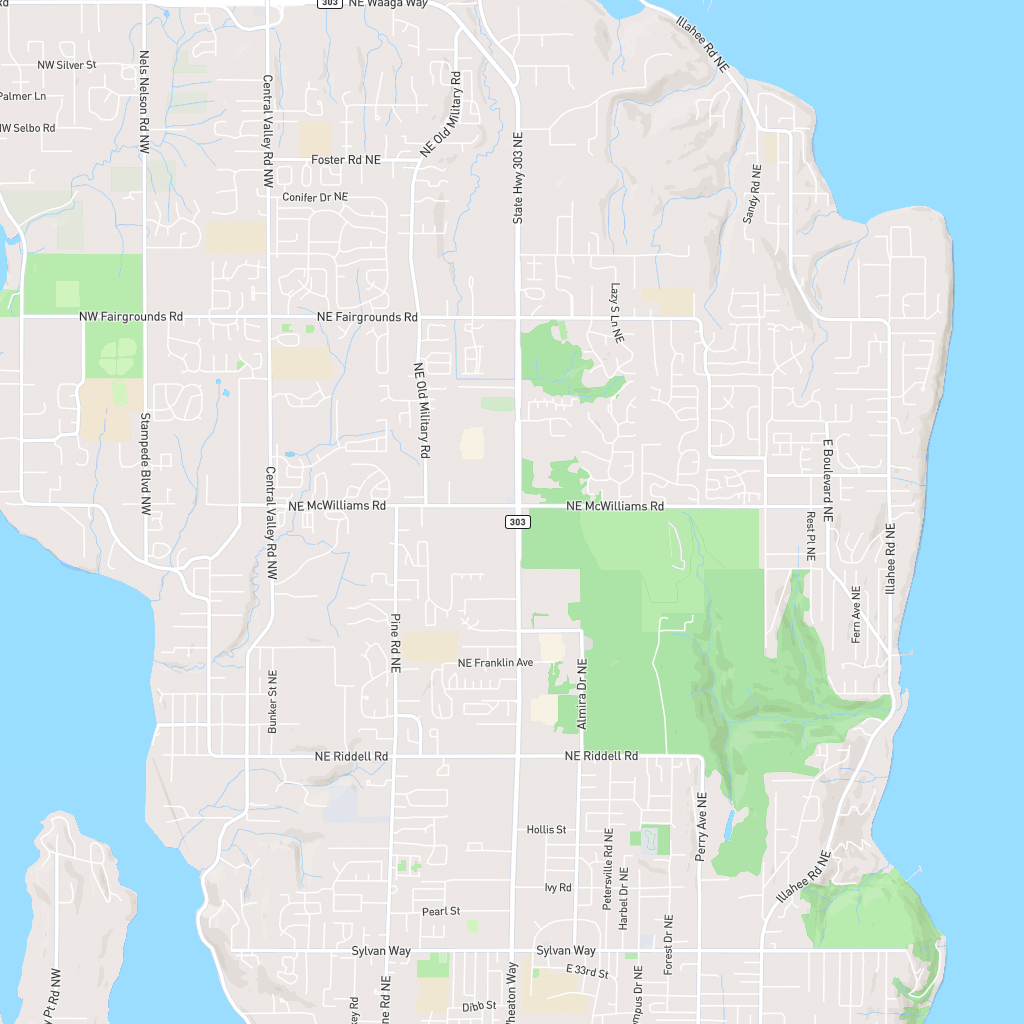 303
NE Waaga Way
Illahee Rd NE
NW Silver St
Nels Nelson Rd NW
Central Valley Rd NW
NE Old Military Rd
Palmer Ln
NW Selbo Rd
State Hwy 303 NE
Foster Rd NE
Conifer Dr NE
Sandy Rd NE
Lazy S Ln NE
NW Fairgrounds Rd
NE Fairgrounds Rd
NE Old Military Rd
Stampede Blvd NW
Central Valley Rd NW
E Boulevard NE
NE McWilliams Rd
NE McWilliams Rd
303
Rest Pl NE
Illahee Rd NE
Fern Ave NE
Pine Rd NE
NE Franklin Ave
Almira Dr NE
Bunker St NE
NE Riddell Rd
NE Riddell Rd
Perry Ave NE
Hollis St
Petersville Rd NE
Illahee Rd NE
Harbel Dr NE
Ivy Rd
Pearl St
Forest Dr NE
Sylvan Way
Sylvan Way
E 33rd St
y Pt Rd NW
key Rd
ne Rd NE
Dibb St
Wheaton Way
mpus Dr NE